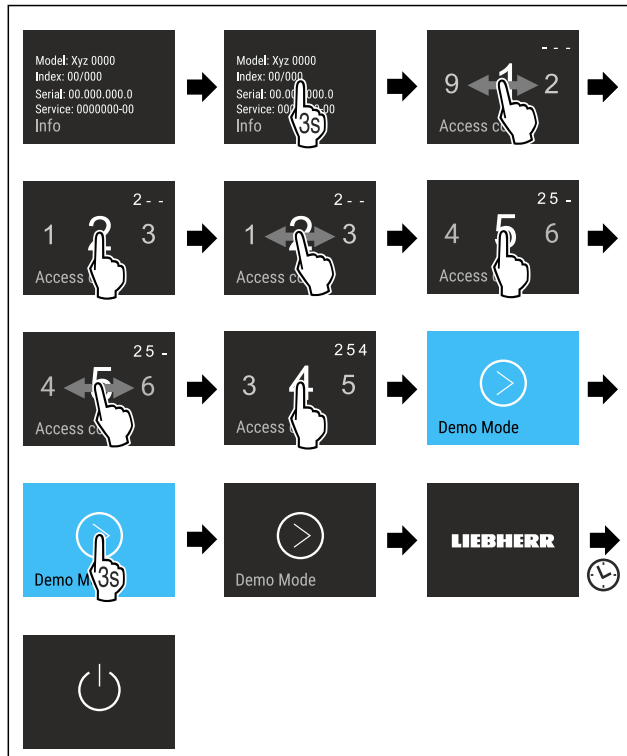 Model: Xyz 0000
Index: 00/000
Serial: 00.000.000.0
Service: 0000000-00
Info
Model: Xyz 0000
Index: 00/000
Serial: 00.00 000.0
Service: 000 000-00
Info
3s
- - -
9 1 2
Access co
2 - -
1 2 3
Access c
2 - -
1 2 3
Access c
2 5 -
4 5 6
Access c
2 5 -
4 5 6
Access c
2 5 4
3 4 5
Access c
Demo Mode
Demo M
3s
Demo Mode
LIEBHERR